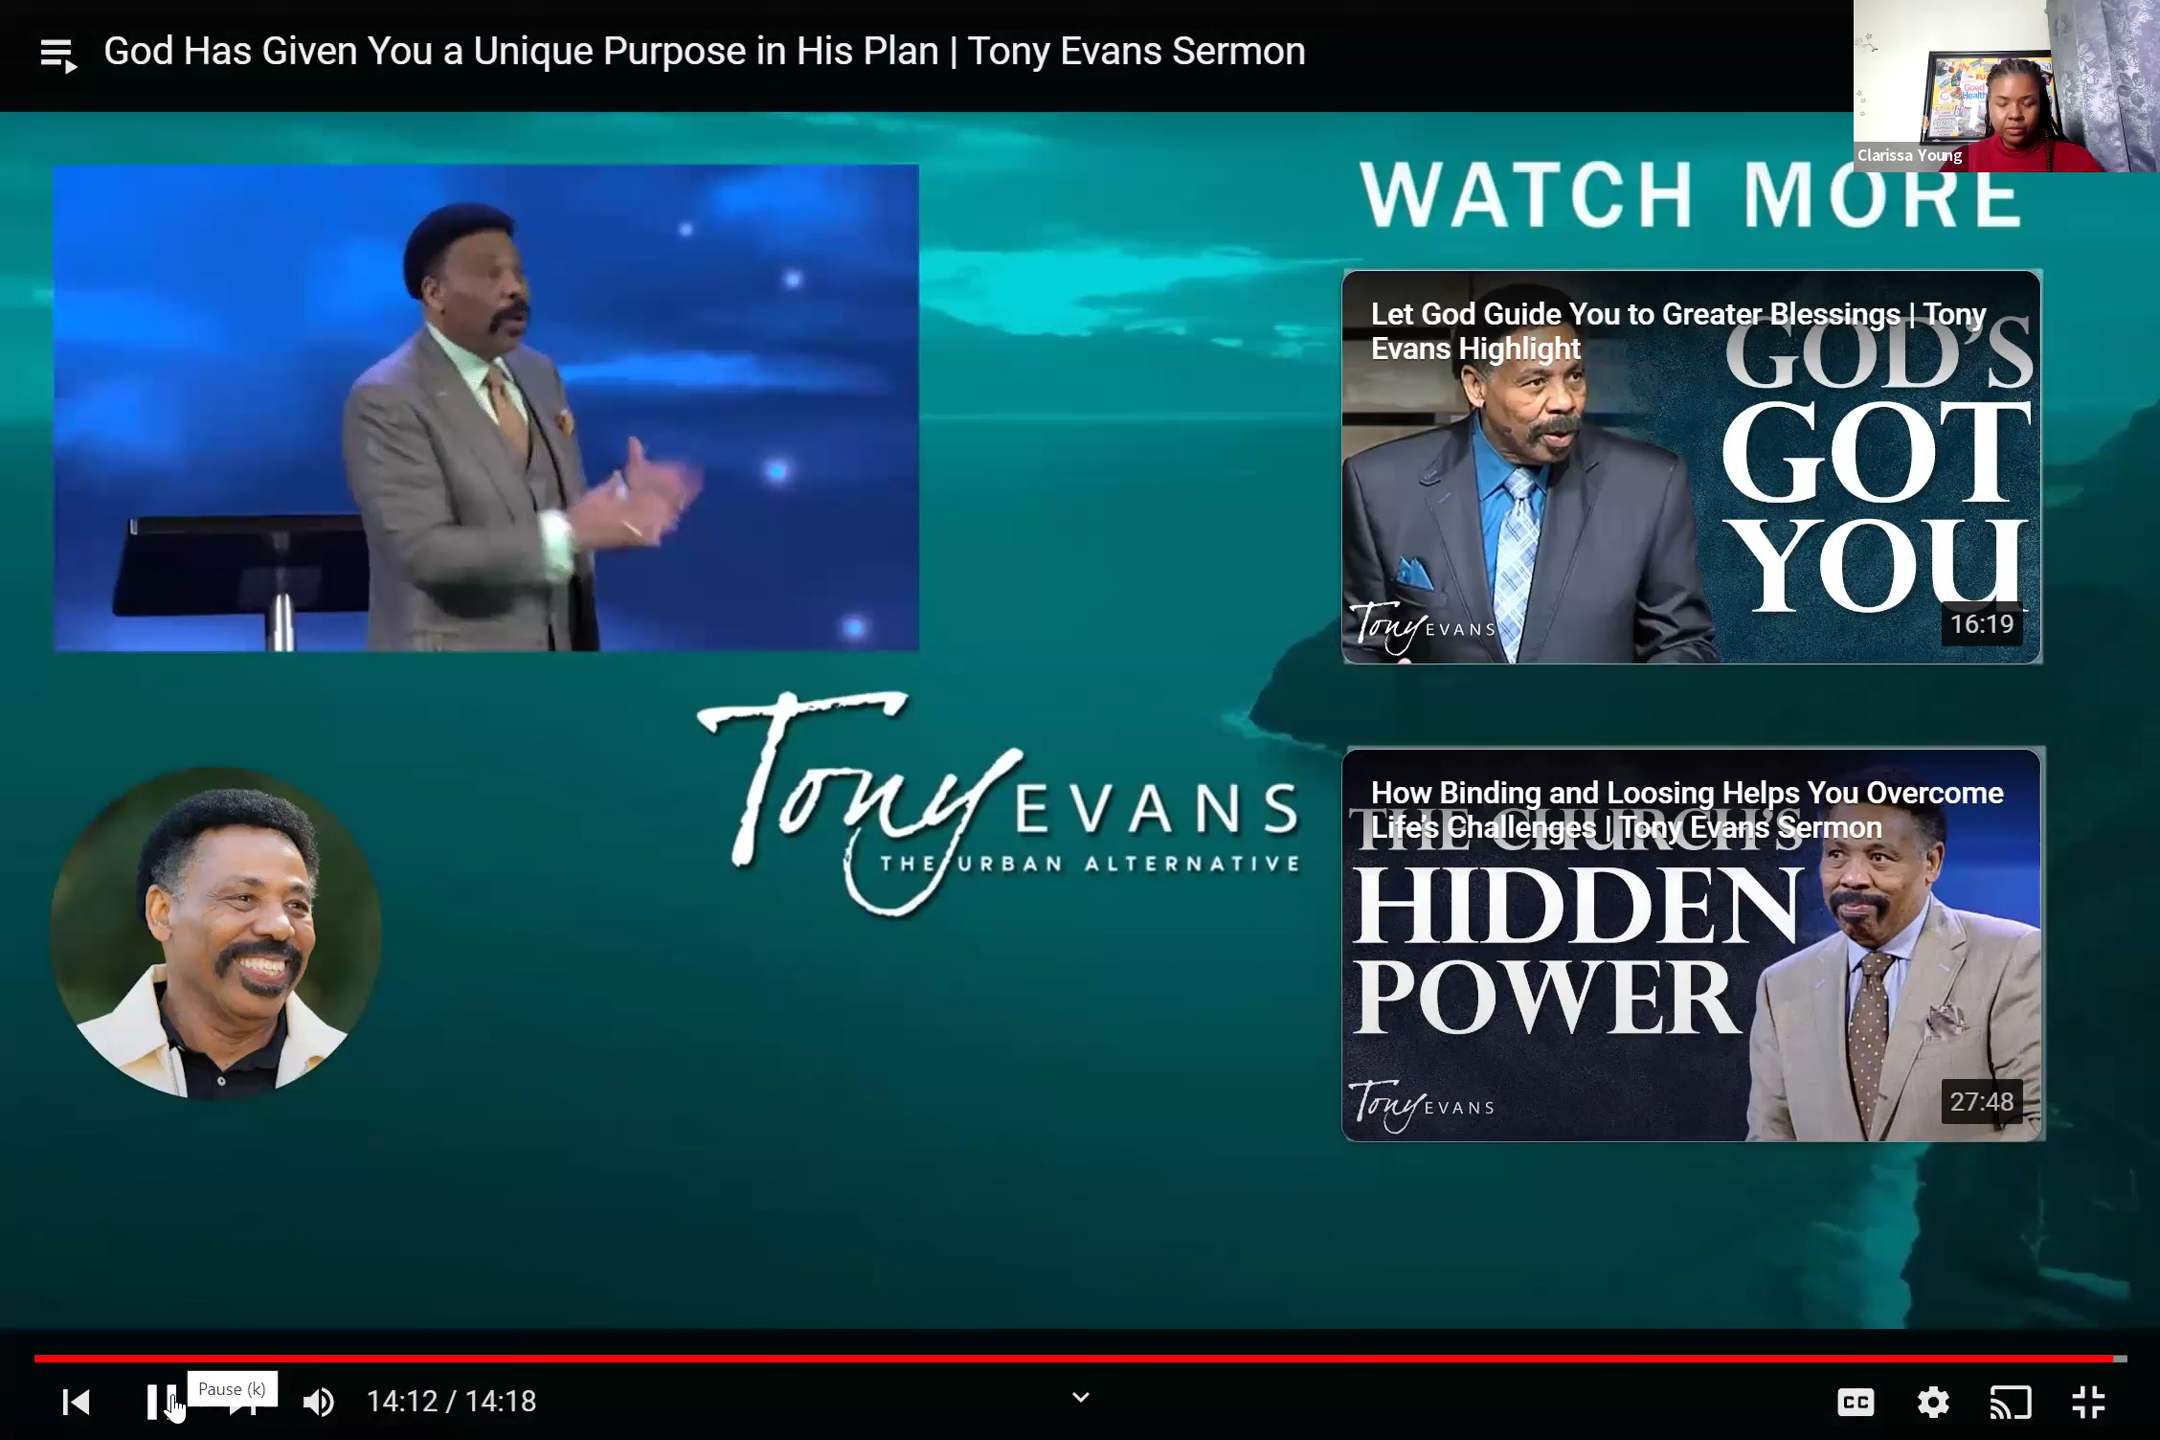 God Has Given You a Unique Purpose in His Plan | Tony Evans Sermon
Good
Health
Clarissa Young
WATCH MORE
Let God Guide You to Greater Blessings | Tony
Evans Highlight
GOD'S
GOT
YOU
Tony EVANS
16:19
Tony EVANS
THE URBAN ALTERNATIVE
How Binding and Loosing Helps You Overcome
Life's Challenges | Tony Evans Sermon
THE CHURCH'S
HIDDEN
POWER
Tony EVANS
27:48
Pause (k)
14:12 / 14:18
CC